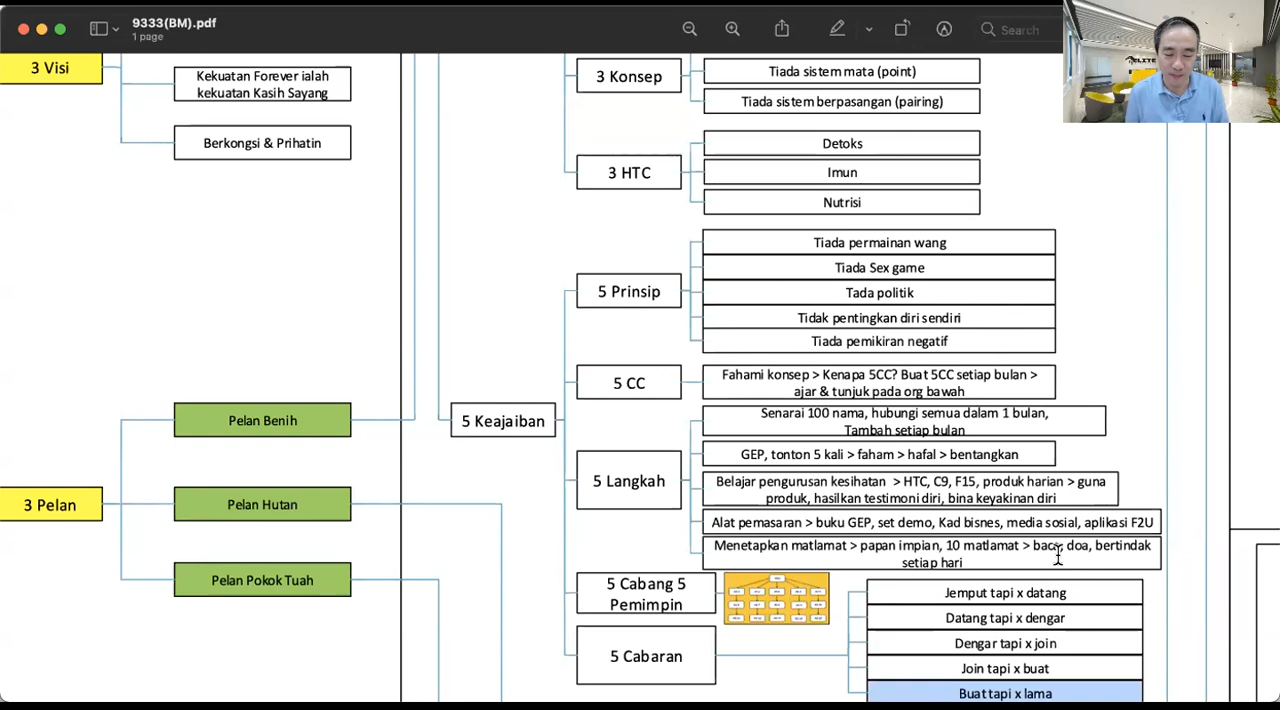 9333(BM).pdf
1 page
Search
ELITE
3 Visi
Kekuatan Forever ialah
kekuatan Kasih Sayang
Berkongsi & Prihatin
3 Konsep
Tiada sistem mata (point)
Tiada sistem berpasangan (pairing)
3 HTC
Detoks
Imun
Nutrisi
5 Prinsip
Tiada permainan wang
Tiada Sex game
Tada politik
Tidak pentingkan diri sendiri
Tiada pemikiran negatif
5 CC
Fahami konsep > Kenapa 5CC? Buat 5CC setiap bulan >
ajar & tunjuk pada org bawah
5 Keajaiban
5 Langkah
Senarai 100 nama, hubungi semua dalam 1 bulan,
Tambah setiap bulan
GEP, tonton 5 kali > faham > hafal > bentangkan
Belajar pengurusan kesihatan > HTC, C9, F15, produk harian > guna
produk, hasilkan testimoni diri, bina keyakinan diri
Alat pemasaran > buku GEP, set demo, Kad bisnes, media sosial, aplikasi F2U
Menetapkan matlamat > papan impian, 10 matlamat > baca, doa, bertindak
setiap hari
5 Cabang 5
Pemimpin
5 Cabaran
Jemput tapi x datang
Datang tapi x dengar
Dengar tapi x join
Join tapi x buat
Buat tapi x lama
3 Pelan
Pelan Benih
Pelan Hutan
Pelan Pokok Tuah